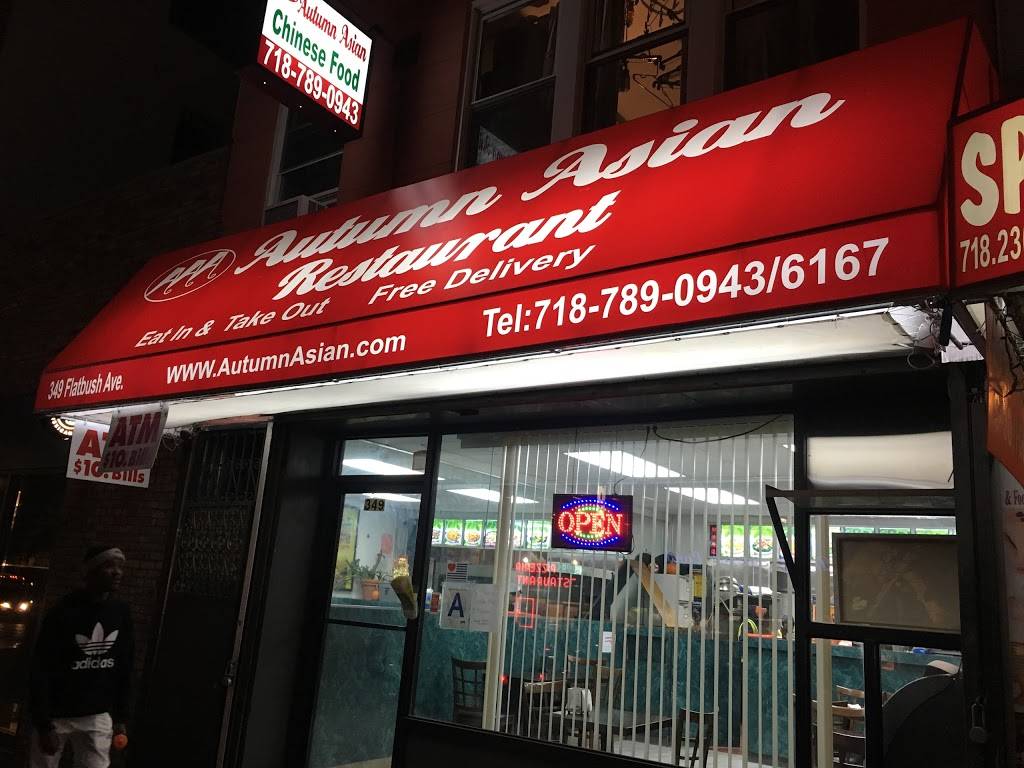 Autumn Asian
Chinese Food
718-789-0943
Autumn Asian
Restaurant
Eat In & Take Out Free Delivery
Tel:718-789-0943/6167
WWW.AutumnAsian.com
349 Flatbush Ave.
SP
718.23
ATM
$10. Bills
349
OPEN
A
PIZZERIA
adidas